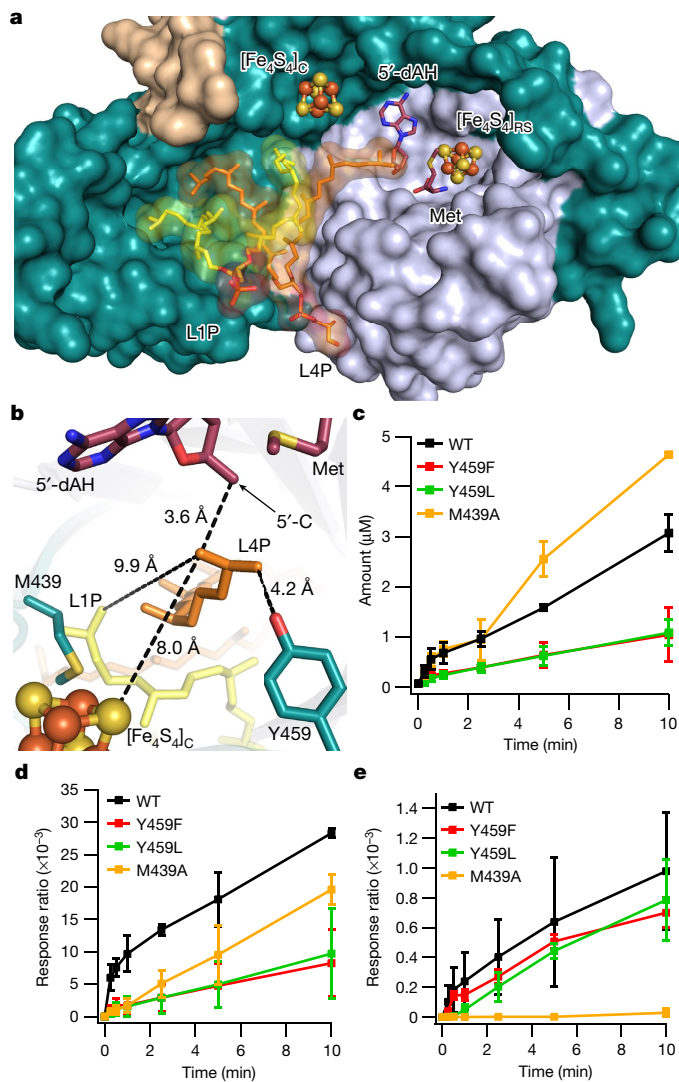 a
[Fe4S4]C
5′-dAH
[Fe4S4]RS
Met
L1P
L4P
b
5′-dAH
Met
5′-C
3.6 Å
L4P
9.9 Å
4.2 Å
M439
L1P
8.0 Å
[Fe4S4]C
Y459
c
Amount (μM)
5
4
3
2
1
0
WT
Y459F
Y459L
M439A
0 2 4 6 8 10
Time (min)
d
Response ratio (×10−3)
35
30
25
20
15
10
5
0
WT
Y459F
Y459L
M439A
0 2 4 6 8 10
Time (min)
e
Response ratio (×10−3)
1.4
1.2
1.0
0.8
0.6
0.4
0.2
0
WT
Y459F
Y459L
M439A
0 2 4 6 8 10
Time (min)